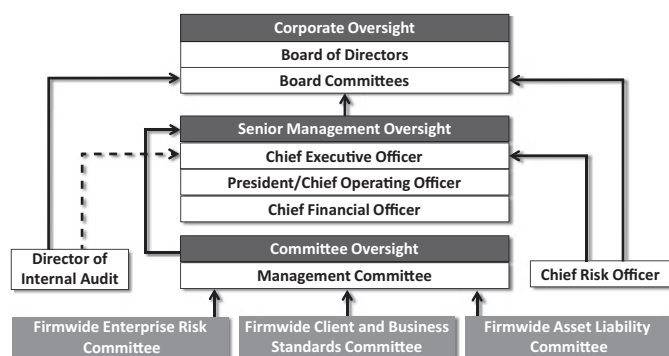 Corporate Oversight
Board of Directors
Board Committees
Senior Management Oversight
Chief Executive Officer
President/Chief Operating Officer
Chief Financial Officer
Committee Oversight
Management Committee
Director of
Internal Audit
Chief Risk Officer
Firmwide Enterprise Risk
Committee
Firmwide Client and Business
Standards Committee
Firmwide Asset Liability
Committee